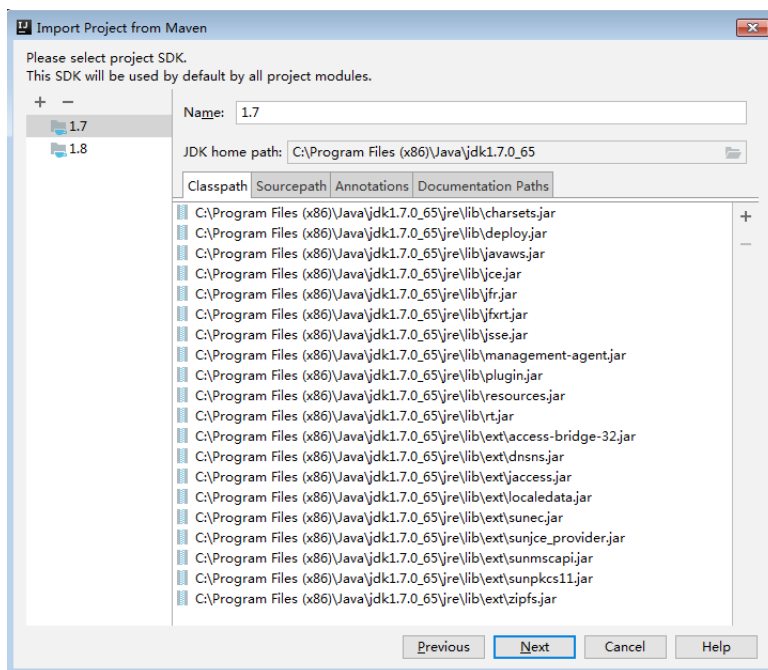 Import Project from Maven
Please select project SDK.
This SDK will be used by default by all project modules.
1.7
1.8
Name: 1.7
JDK home path: C:\Program Files (x86)\Java\jdk1.7.0_65
Classpath Sourcepath Annotations Documentation Paths
C:\Program Files (x86)\Java\jdk1.7.0_65\jre\lib\charsets.jar
C:\Program Files (x86)\Java\jdk1.7.0_65\jre\lib\deploy.jar
C:\Program Files (x86)\Java\jdk1.7.0_65\jre\lib\javaws.jar
C:\Program Files (x86)\Java\jdk1.7.0_65\jre\lib\jce.jar
C:\Program Files (x86)\Java\jdk1.7.0_65\jre\lib\jfr.jar
C:\Program Files (x86)\Java\jdk1.7.0_65\jre\lib\jfxrt.jar
C:\Program Files (x86)\Java\jdk1.7.0_65\jre\lib\jsse.jar
C:\Program Files (x86)\Java\jdk1.7.0_65\jre\lib\management-agent.jar
C:\Program Files (x86)\Java\jdk1.7.0_65\jre\lib\plugin.jar
C:\Program Files (x86)\Java\jdk1.7.0_65\jre\lib\resources.jar
C:\Program Files (x86)\Java\jdk1.7.0_65\jre\lib\rt.jar
C:\Program Files (x86)\Java\jdk1.7.0_65\jre\lib\ext\access-bridge-32.jar
C:\Program Files (x86)\Java\jdk1.7.0_65\jre\lib\ext\dnsns.jar
C:\Program Files (x86)\Java\jdk1.7.0_65\jre\lib\ext\jaccess.jar
C:\Program Files (x86)\Java\jdk1.7.0_65\jre\lib\ext\localedata.jar
C:\Program Files (x86)\Java\jdk1.7.0_65\jre\lib\ext\sunec.jar
C:\Program Files (x86)\Java\jdk1.7.0_65\jre\lib\ext\sunjce_provider.jar
C:\Program Files (x86)\Java\jdk1.7.0_65\jre\lib\ext\sunmscapi.jar
C:\Program Files (x86)\Java\jdk1.7.0_65\jre\lib\ext\sunpkcs11.jar
C:\Program Files (x86)\Java\jdk1.7.0_65\jre\lib\ext\zipfs.jar
Previous Next Cancel Help